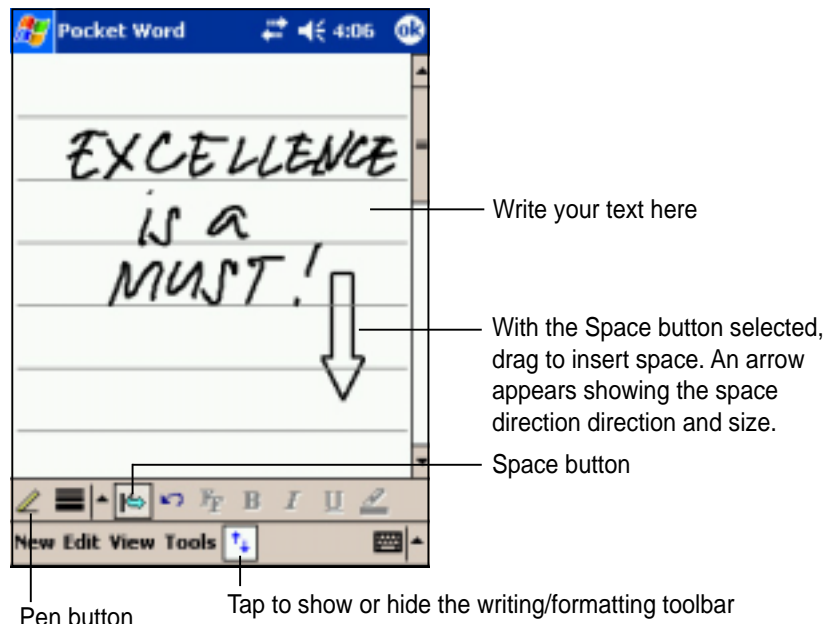 Pocket Word 4:06 ok
EXCELLENCE
is a
MUST!
Write your text here
With the Space button selected,
drag to insert space. An arrow
appears showing the space
direction direction and size.
Space button
B I U
New Edit View Tools
Pen button
Tap to show or hide the writing/formatting toolbar